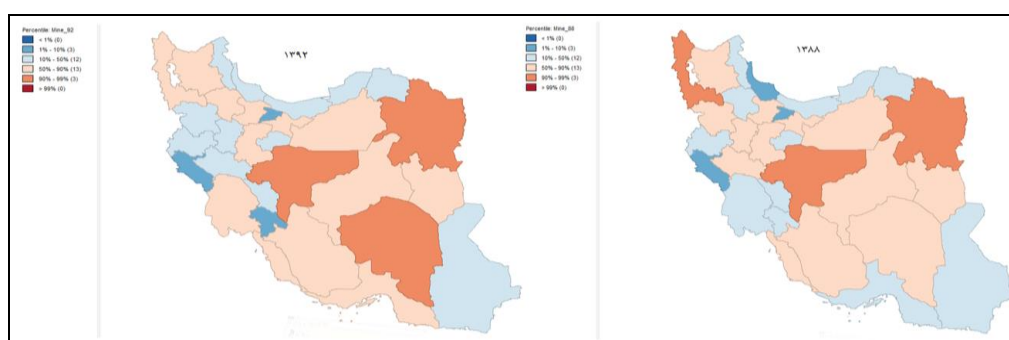 Percentile: Mine_92
< 1% (0)
1% - 10% (3)
10% - 50% (12)
50% - 90% (13)
90% - 99% (3)
> 99% (0)
۱۳۹۲
Percentile: Mine_88
< 1% (0)
1% - 10% (3)
10% - 50% (12)
50% - 90% (13)
90% - 99% (3)
> 99% (0)
۱۳۸۸